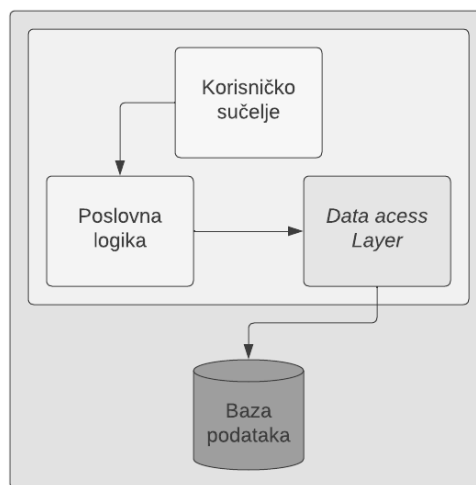 Korisničko
sučelje
Poslovna
logika
Data acess
Layer
Baza
podataka